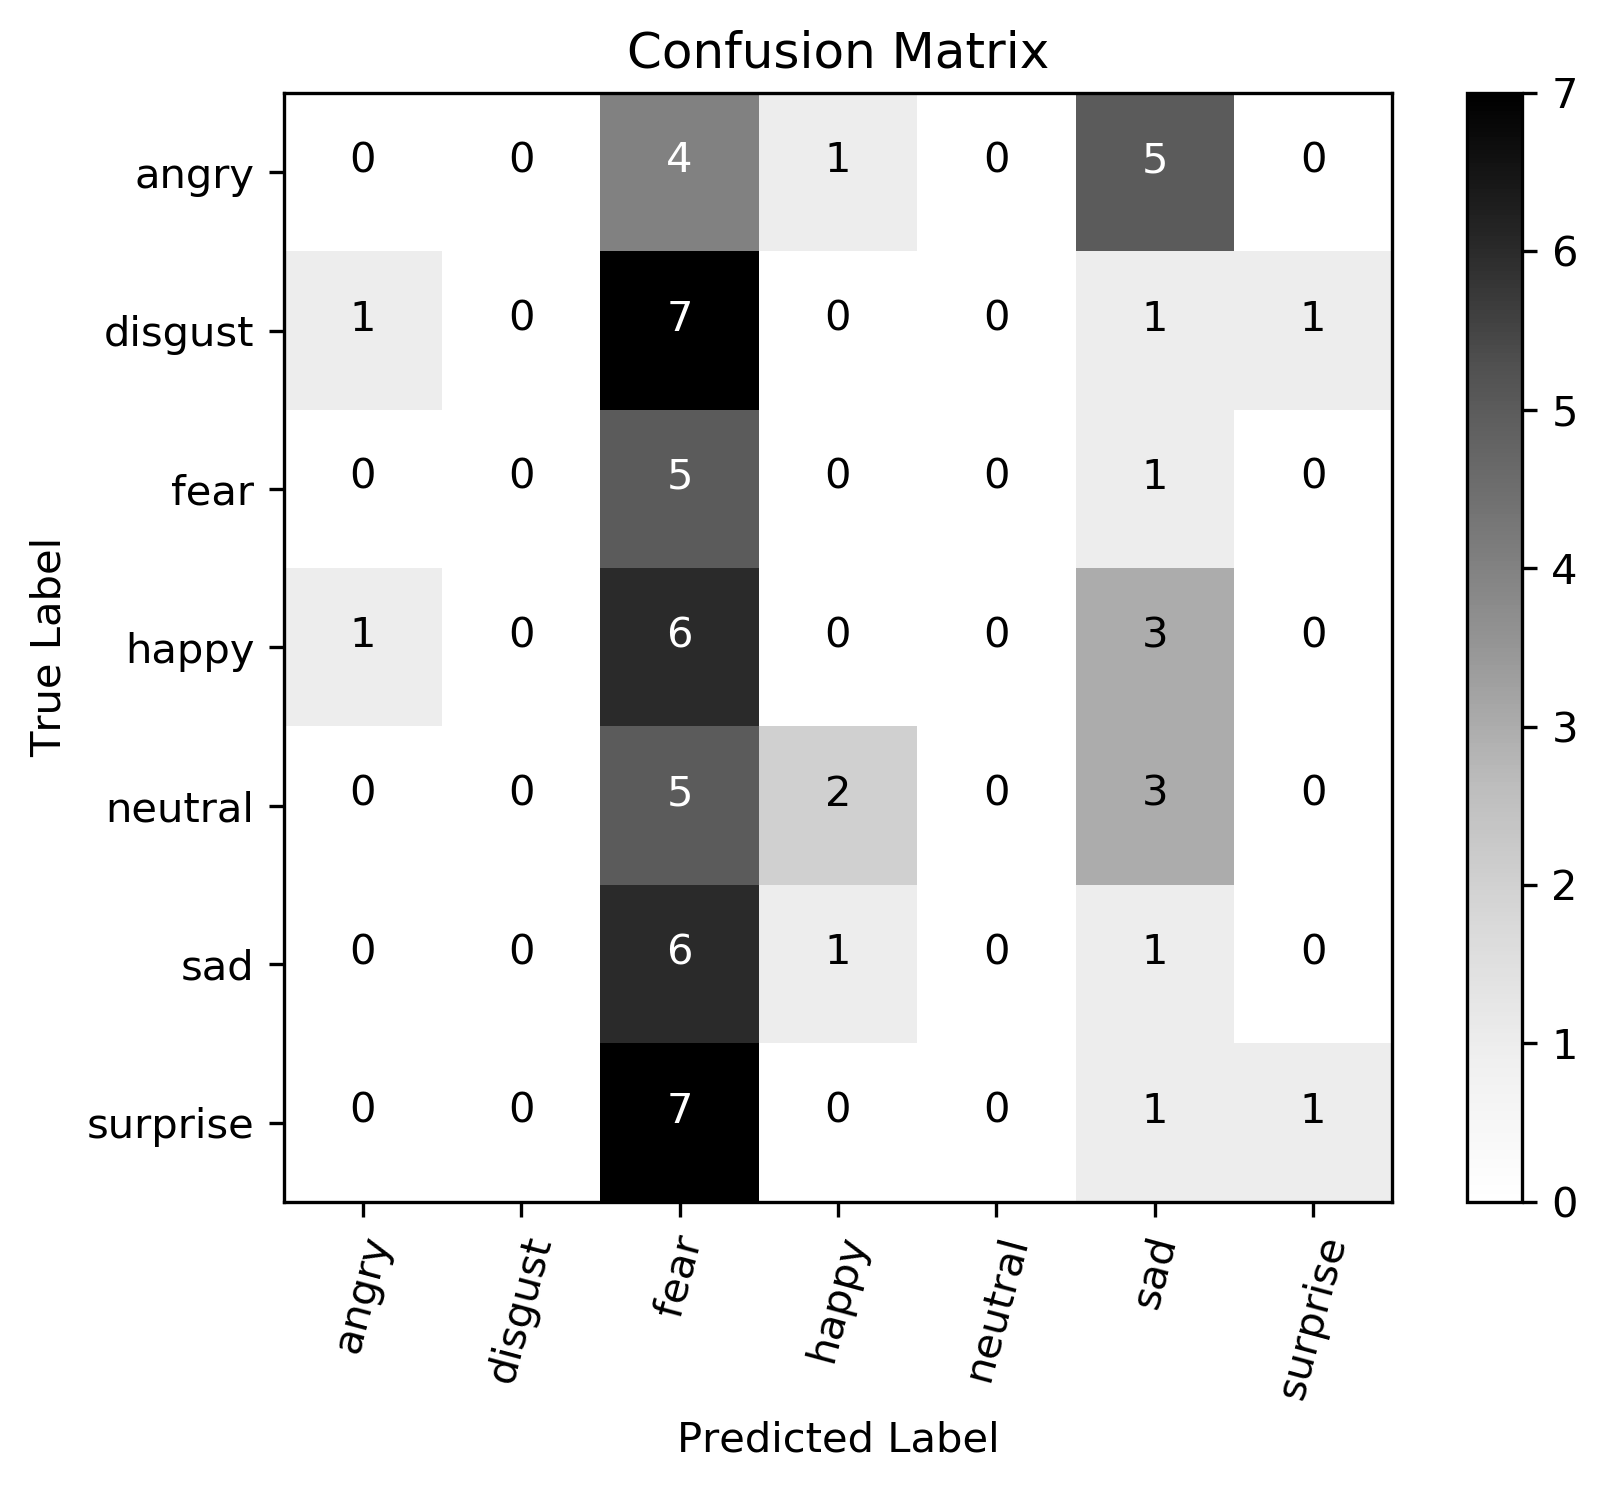 Confusion Matrix
angry 0 0 4 1 0 5 0
disgust 1 0 7 0 0 1 1
fear 0 0 5 0 0 1 0
happy 1 0 6 0 0 3 0
neutral 0 0 5 2 0 3 0
sad 0 0 6 1 0 1 0
surprise 0 0 7 0 0 1 1
True Label
angry disgust fear happy neutral sad surprise
Predicted Label
7
6
5
4
3
2
1
0